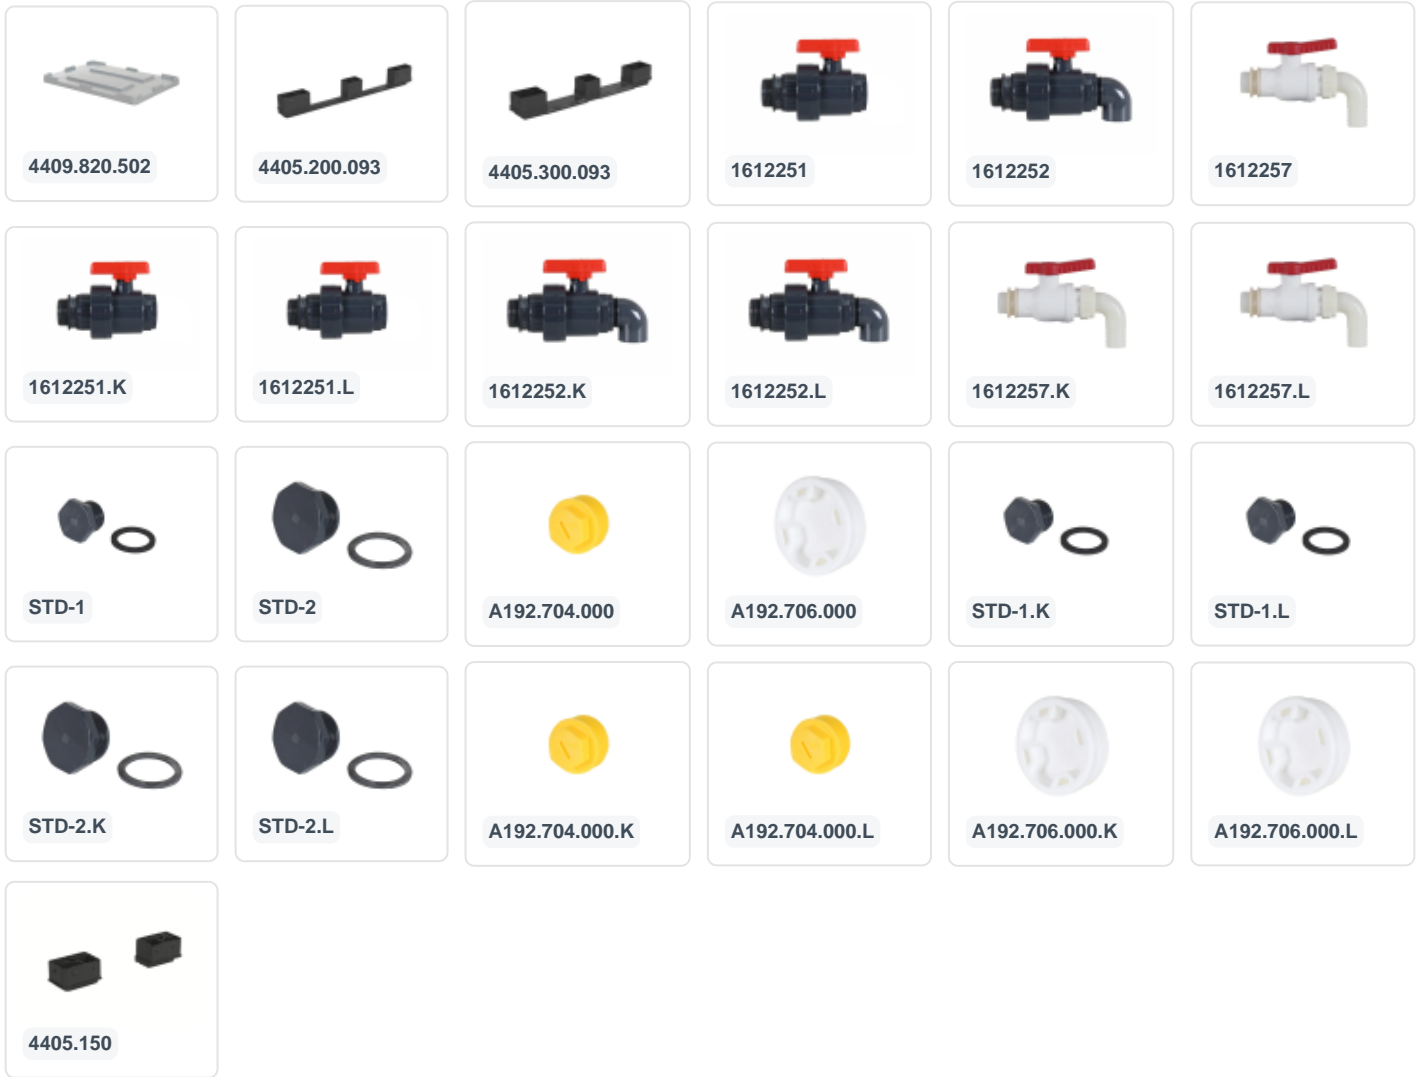 4409.820.502
4405.200.093
4405.300.093
1612251
1612252
1612257
1612251.K
1612251.L
1612252.K
1612252.L
1612257.K
1612257.L
STD-1
STD-2
A192.704.000
A192.706.000
STD-1.K
STD-1.L
STD-2.K
STD-2.L
A192.704.000.K
A192.704.000.L
A192.706.000.K
A192.706.000.L
4405.150